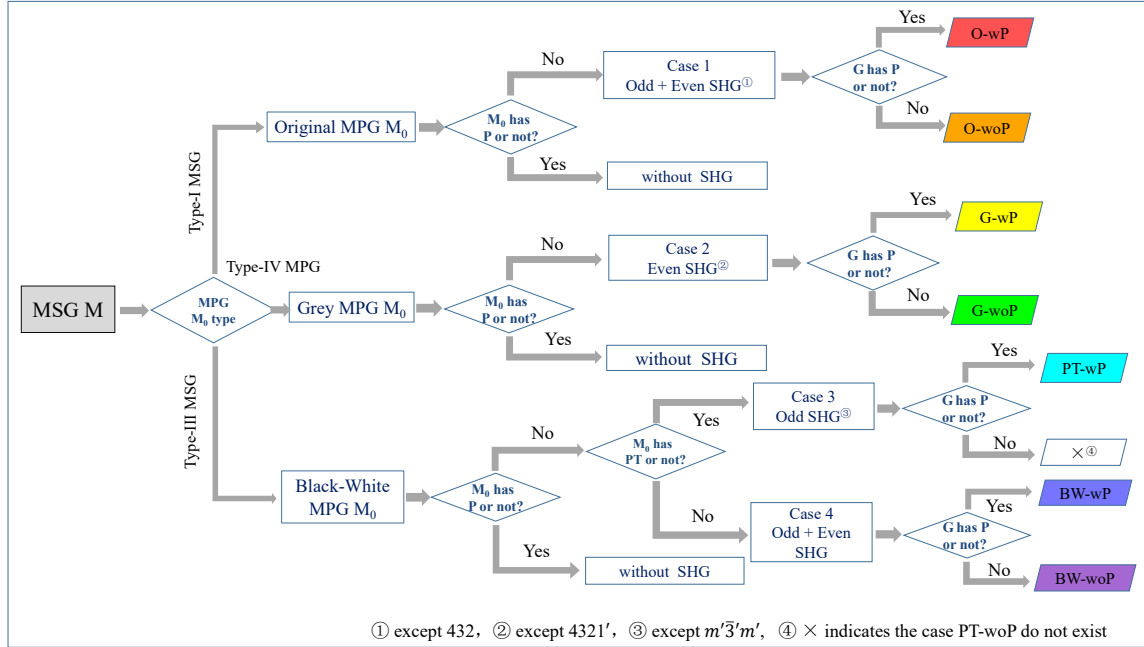 Yes
O-wP
No
Case 1
Odd + Even SHG①
G has P
or not?
M₀ has
P or not?
Original MPG M₀
No
O-woP
Yes
without SHG
Type-I MSG
Yes
G-wP
Type-IV MPG
No
Case 2
Even SHG②
G has P
or not?
MSG M
MPG
M₀ type
Grey MPG M₀
M₀ has
P or not?
No
G-woP
Yes
without SHG
Type-III MSG
Yes
PT-wP
Case 3
Odd SHG③
G has P
or not?
Yes
No
M₀ has
PT or not?
No
×④
Black-White
MPG M₀
M₀ has
P or not?
No
Case 4
Odd + Even
SHG
G has P
or not?
Yes
BW-wP
Yes
without SHG
No
BW-woP
① except 432, ② except 4321′, ③ except m′3̅′m′, ④ × indicates the case PT-woP do not exist